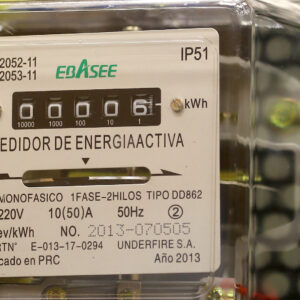 2052-11
2053-11
EBASEE
IP51
0 0 0 0 6 kWh
10000 1000 100 10 1
EDIDOR DE ENERGIAACTIVA
MONOFASICO 1FASE-2HILOS TIPO DD862
220V 10(50)A 50Hz 2
ev/kWh NO. 2013-070505
RTN° E-013-17-0294 UNDERFIRE S.A.
cado en PRC Año 2013